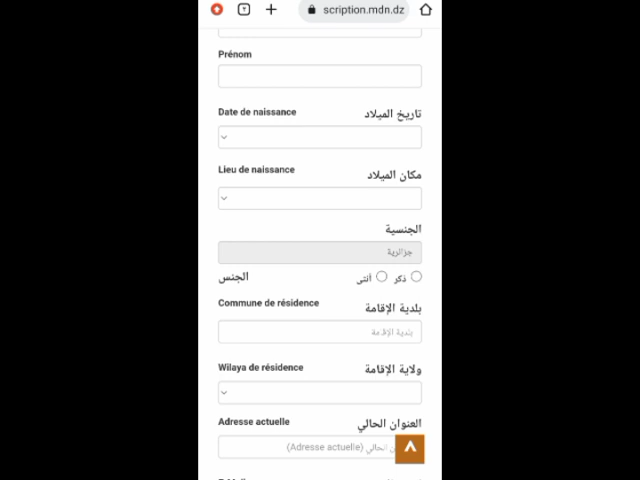 scription.mdn.dz
Prénom
Date de naissance تاريخ الميلاد
Lieu de naissance مكان الميلاد
الجنسية
جزائرية
الجنس ذكر أنثى
Commune de résidence بلدية الإقامة
بلدية الإقامة
Wilaya de résidence ولاية الإقامة
Adresse actuelle العنوان الحالي
الحالي (Adresse actuelle)